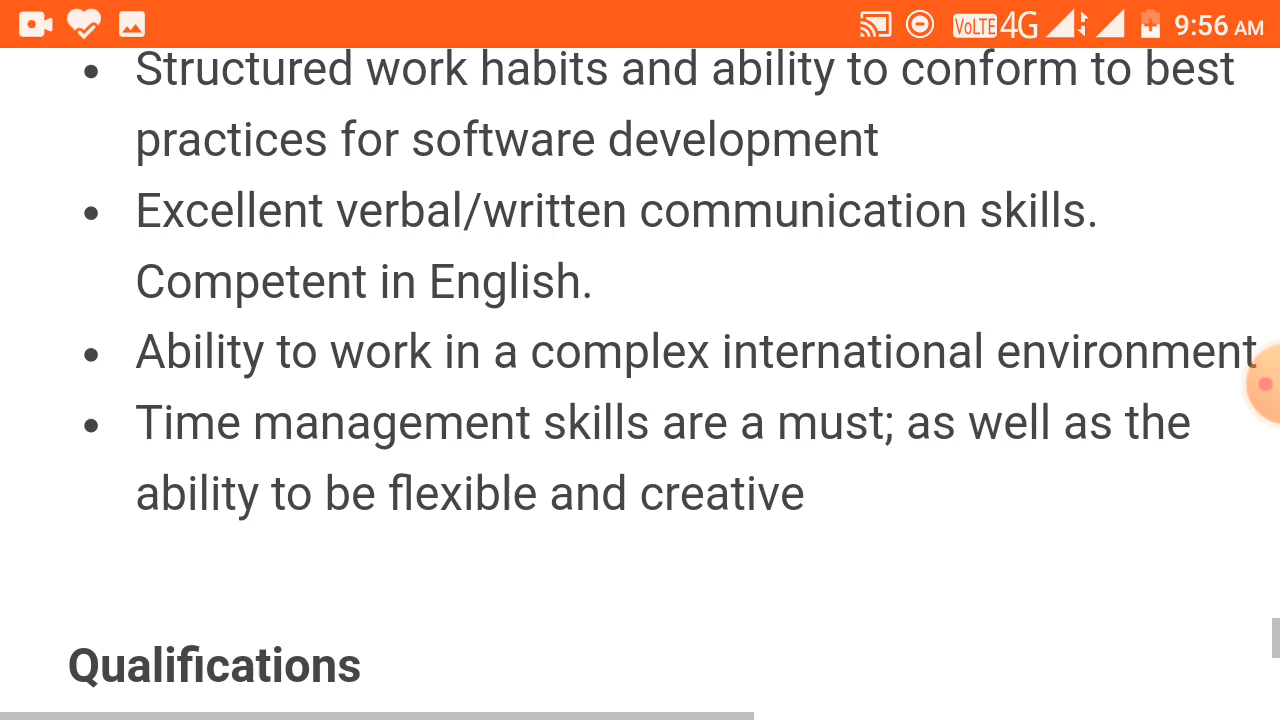 VoLTE 4G 9:56 AM
Structured work habits and ability to conform to best
practices for software development
Excellent verbal/written communication skills.
Competent in English.
Ability to work in a complex international environment
Time management skills are a must; as well as the
ability to be flexible and creative
Qualifications